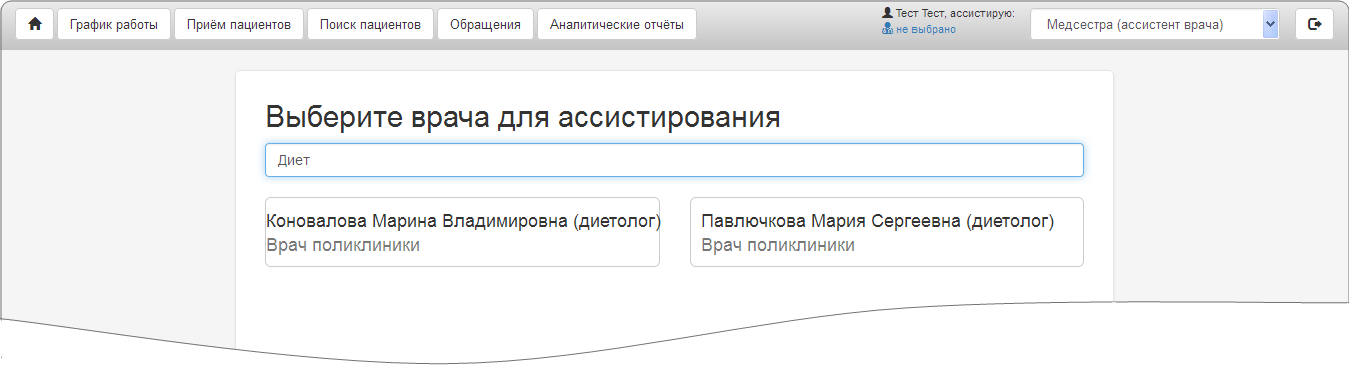 График работы Приём пациентов Поиск пациентов Обращения Аналитические отчёты
Тест Тест, ассистирую:
не выбрано
Медсестра (ассистент врача)
Выберите врача для ассистирования
Диет
Коновалова Марина Владимировна (диетолог)
Врач поликлиники
Павлючкова Мария Сергеевна (диетолог)
Врач поликлиники